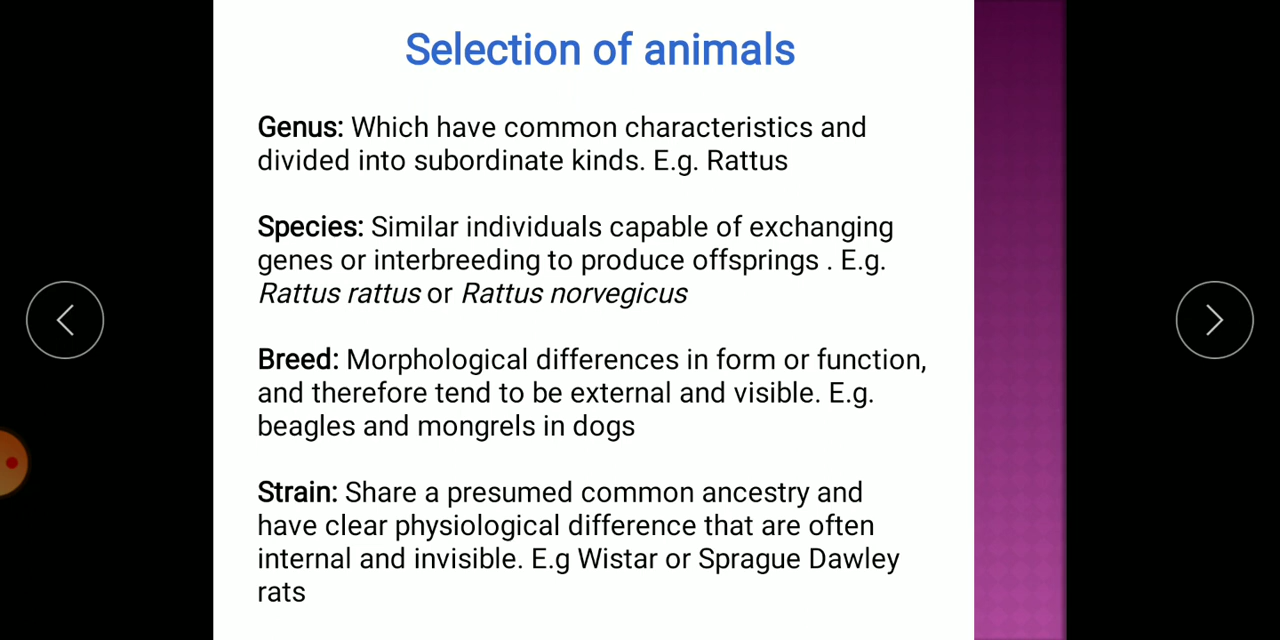 Selection of animals
Genus: Which have common characteristics and
divided into subordinate kinds. E.g. Rattus
Species: Similar individuals capable of exchanging
genes or interbreeding to produce offsprings . E.g.
Rattus rattus or Rattus norvegicus
Breed: Morphological differences in form or function,
and therefore tend to be external and visible. E.g.
beagles and mongrels in dogs
Strain: Share a presumed common ancestry and
have clear physiological difference that are often
internal and invisible. E.g Wistar or Sprague Dawley
rats